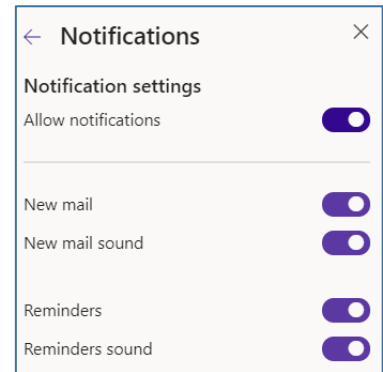 Notifications
Notification settings
Allow notifications
New mail
New mail sound
Reminders
Reminders sound